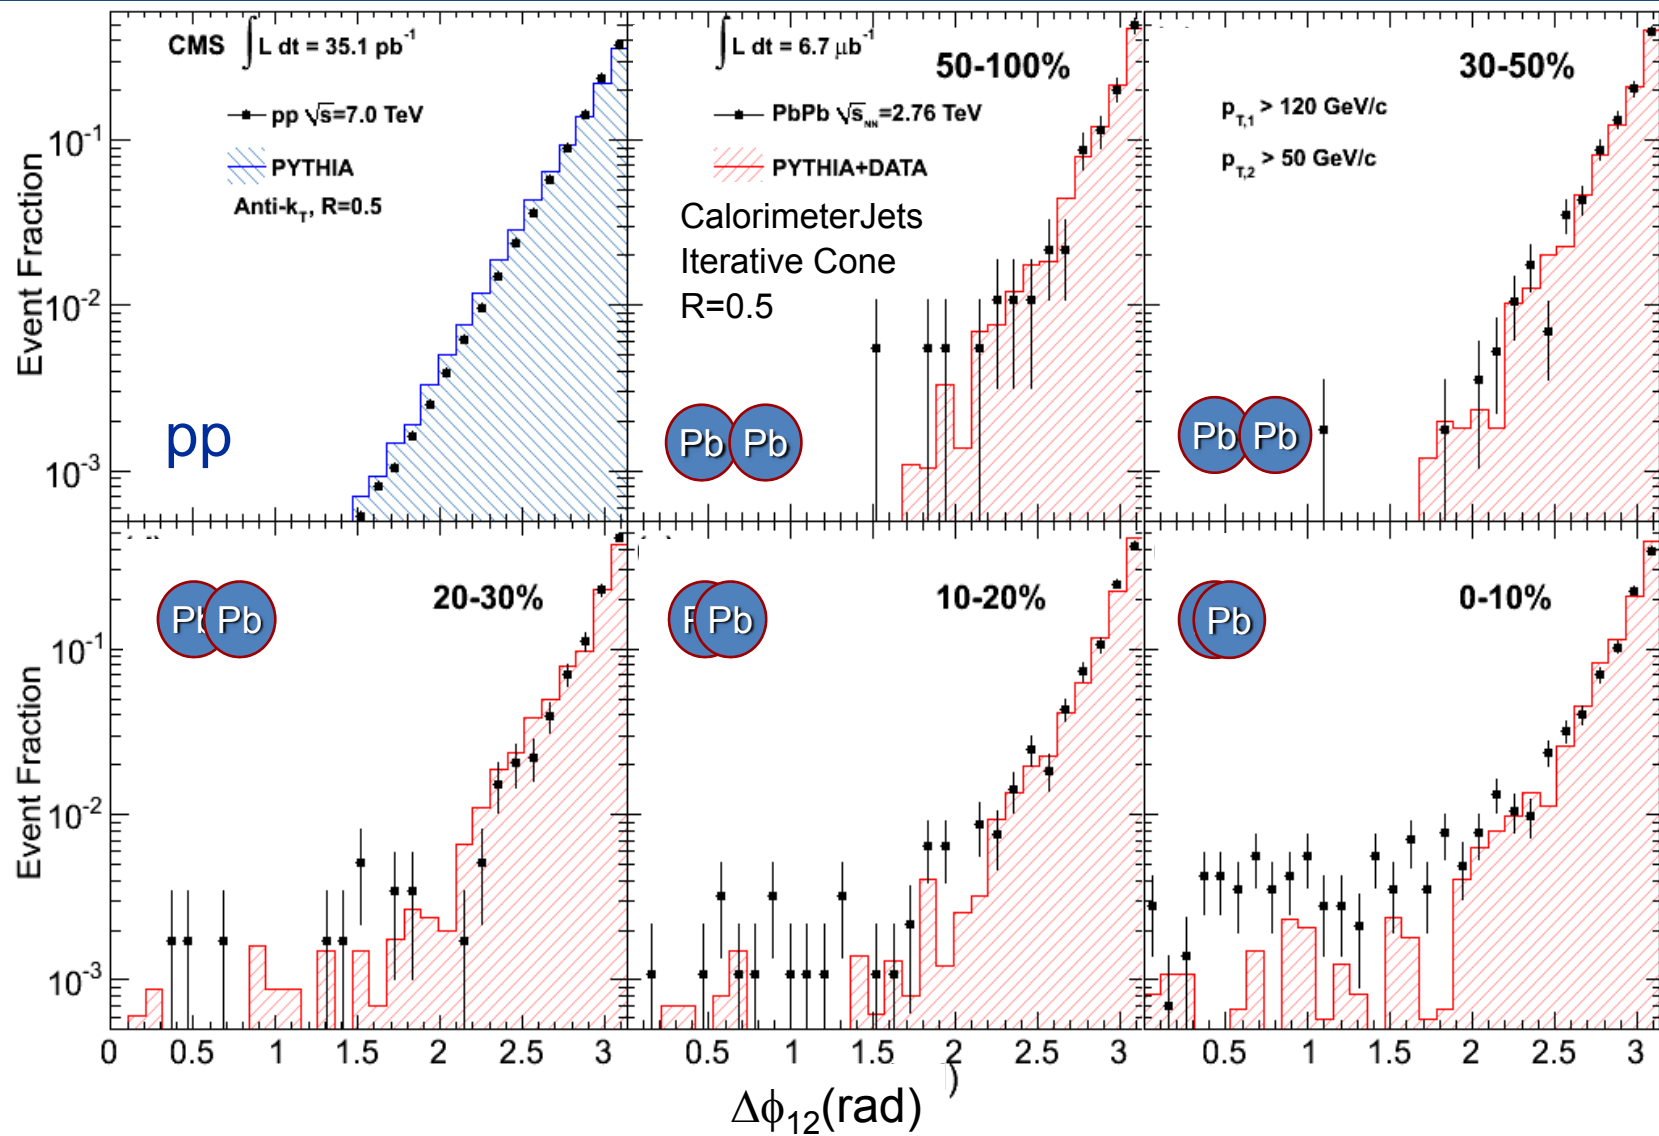 CMS ∫L dt = 35.1 pb⁻¹
pp √s=7.0 TeV
PYTHIA
Anti-k_T, R=0.5
pp
∫L dt = 6.7 μb⁻¹
50-100%
PbPb √s_NN=2.76 TeV
PYTHIA+DATA
CalorimeterJets
Iterative Cone
R=0.5
Pb Pb
30-50%
p_T,1 > 120 GeV/c
p_T,2 > 50 GeV/c
Pb Pb
Event Fraction
10⁻¹
10⁻²
10⁻³
20-30%
Pb Pb
10-20%
Pb
0-10%
Pb
Event Fraction
10⁻¹
10⁻²
10⁻³
0 0.5 1 1.5 2 2.5 3
0.5 1 1.5 2 2.5 3
0.5 1 1.5 2 2.5 3
)
Δϕ₁₂(rad)